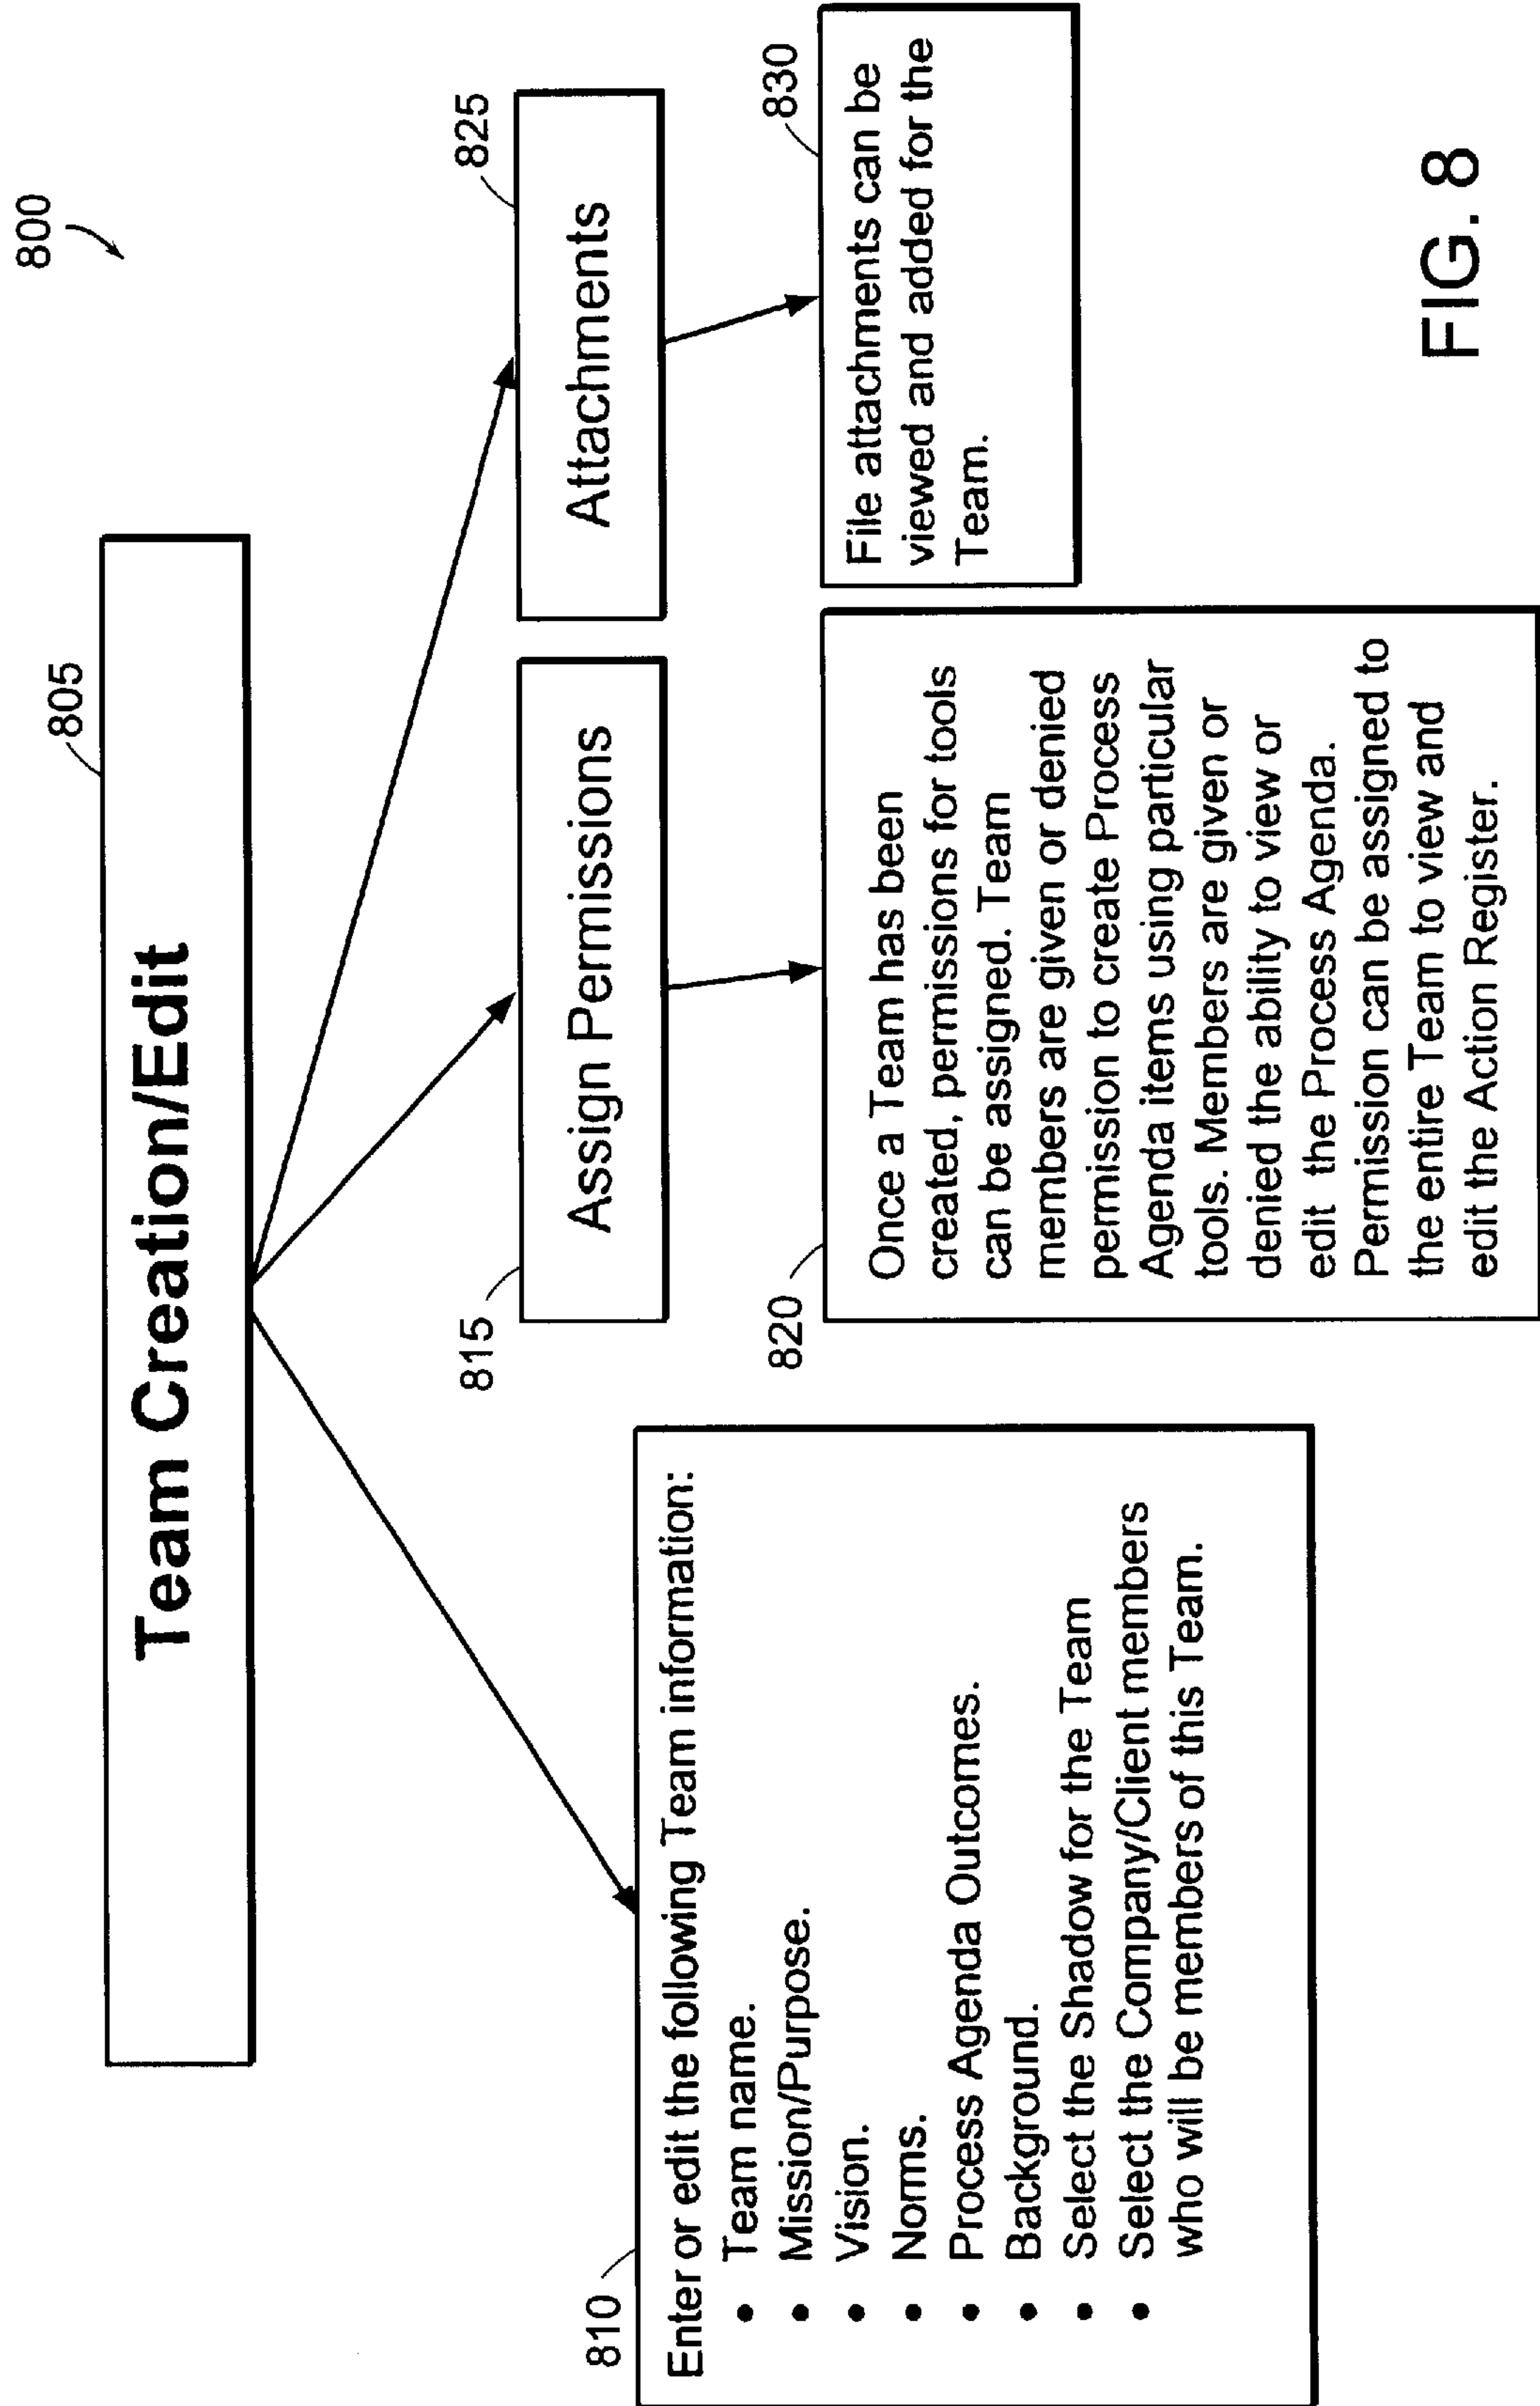 800
805
Team Creation/Edit
810
Enter or edit the following Team information:
• Team name.
• Mission/Purpose.
• Vision.
• Norms.
• Process Agenda Outcomes.
• Background.
• Select the Shadow for the Team
• Select the Company/Client members
who will be members of this Team.
815
Assign Permissions
820
Once a Team has been
created, permissions for tools
can be assigned. Team
members are given or denied
permission to create Process
Agenda items using particular
tools. Members are given or
denied the ability to view or
edit the Process Agenda.
Permission can be assigned to
the entire Team to view and
edit the Action Register.
825
Attachments
830
File attachments can be
viewed and added for the
Team.
FIG. 8